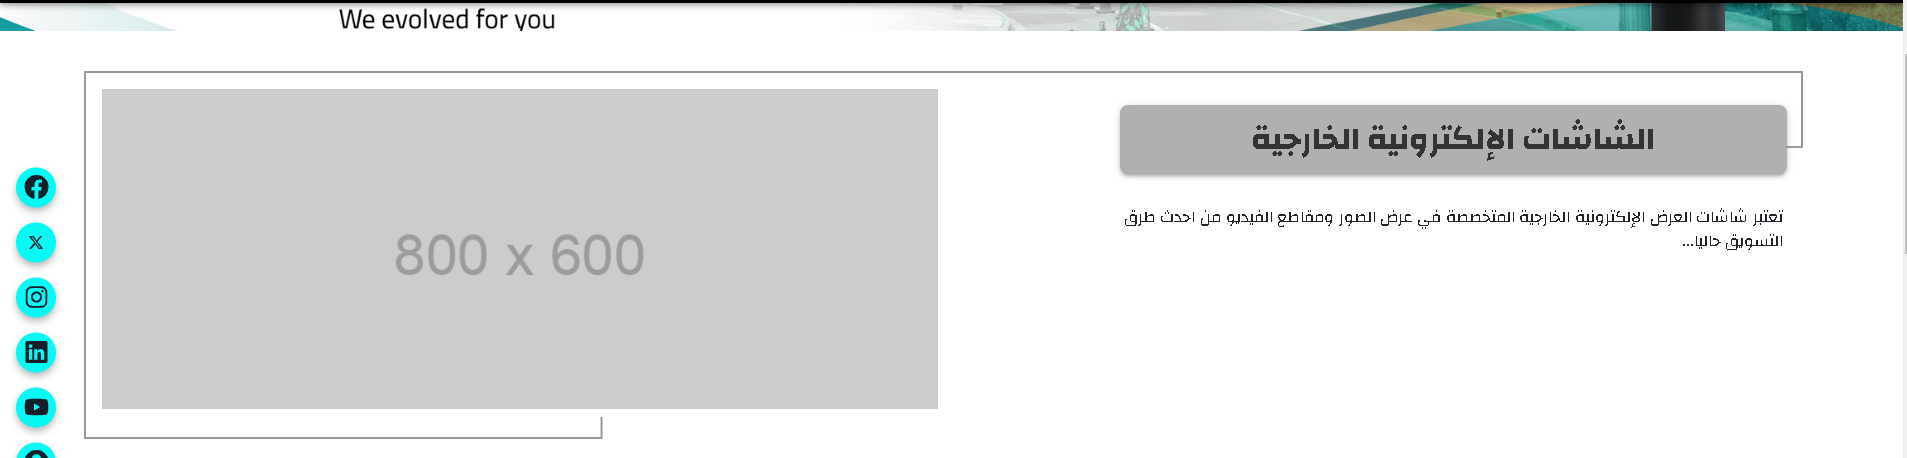 We evolved for you
الشاشات الإلكترونية الخارجية
تعتبر شاشات العرض الإلكترونية الخارجية المتخصصة في عرض الصور ومقاطع الفيديو من احدث طرق
التسويق حاليا...
800 x 600